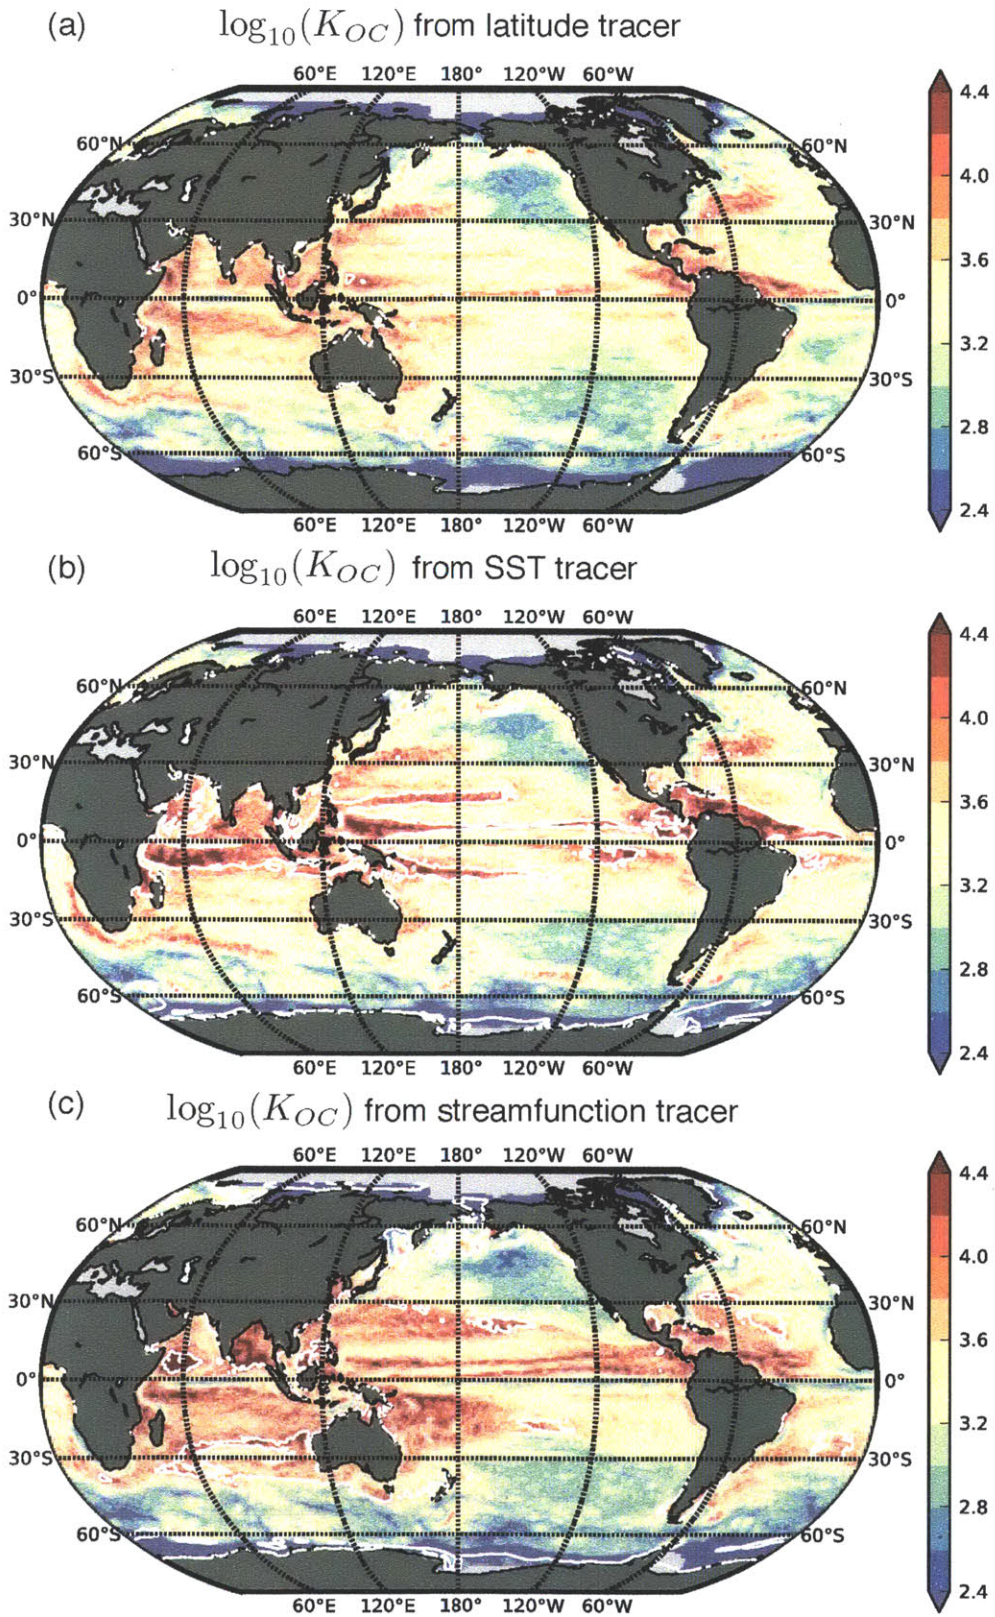 (a) log₁₀(K_OC) from latitude tracer
60°E 120°E 180° 120°W 60°W
4.4
60°N 60°N
4.0
30°N 30°N
3.6
0° 0°
3.2
30°S 30°S
2.8
60°S 60°S
2.4
60°E 120°E 180° 120°W 60°W
(b) log₁₀(K_OC) from SST tracer
60°E 120°E 180° 120°W 60°W
4.4
60°N 60°N
4.0
30°N 30°N
3.6
0° 0°
3.2
30°S 30°S
2.8
60°S 60°S
2.4
60°E 120°E 180° 120°W 60°W
(c) log₁₀(K_OC) from streamfunction tracer
60°E 120°E 180° 120°W 60°W
4.4
60°N 60°N
4.0
30°N 30°N
3.6
0° 0°
3.2
30°S 30°S
2.8
60°S 60°S
2.4
60°E 120°E 180° 120°W 60°W